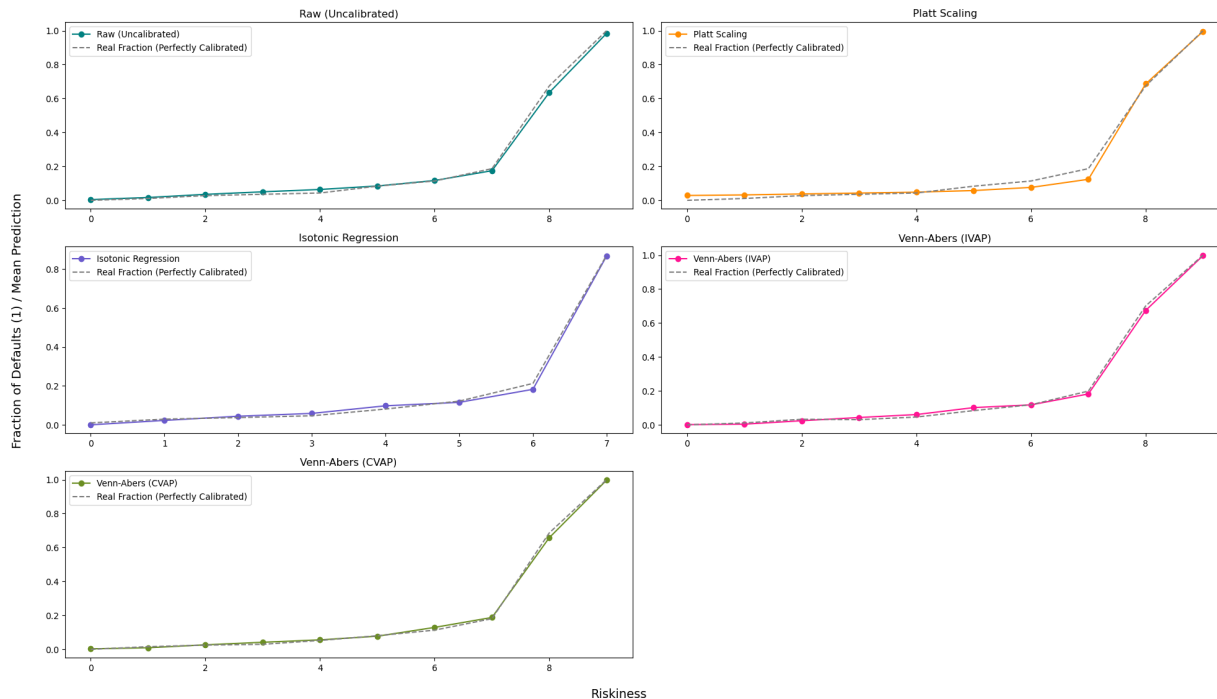 Raw (Uncalibrated)
Raw (Uncalibrated)
Real Fraction (Perfectly Calibrated)
1.0
0.8
0.6
0.4
0.2
0.0
0 2 4 6 8
Platt Scaling
Platt Scaling
Real Fraction (Perfectly Calibrated)
1.0
0.8
0.6
0.4
0.2
0.0
0 2 4 6 8
Fraction of Defaults (1) / Mean Prediction
Isotonic Regression
Isotonic Regression
Real Fraction (Perfectly Calibrated)
0.8
0.6
0.4
0.2
0.0
0 1 2 3 4 5 6 7
Venn-Abers (IVAP)
Venn-Abers (IVAP)
Real Fraction (Perfectly Calibrated)
1.0
0.8
0.6
0.4
0.2
0.0
0 2 4 6 8
Venn-Abers (CVAP)
Venn-Abers (CVAP)
Real Fraction (Perfectly Calibrated)
1.0
0.8
0.6
0.4
0.2
0.0
0 2 4 6 8
Riskiness